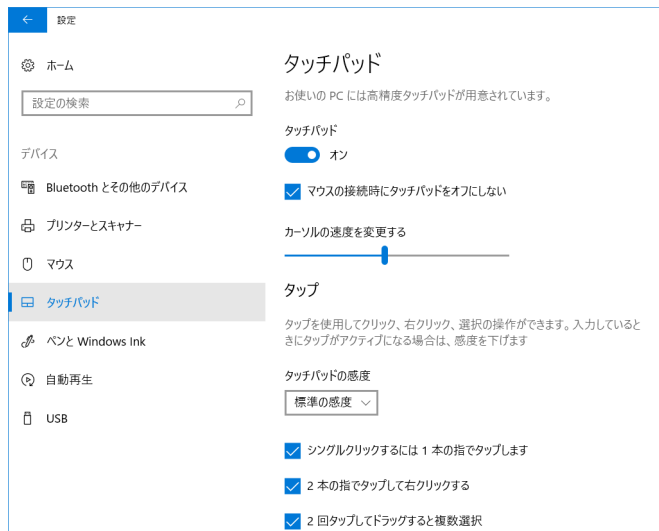 設定
ホーム
設定の検索
デバイス
Bluetooth とその他のデバイス
プリンターとスキャナー
マウス
タッチパッド
ペンと Windows Ink
自動再生
USB
タッチパッド
お使いの PC には高精度タッチパッドが用意されています。
タッチパッド
オン
マウスの接続時にタッチパッドをオフにしない
カーソルの速度を変更する
タップ
タップを使用してクリック、右クリック、選択の操作ができます。入力していると
きにタップがアクティブになる場合は、感度を下げます
タッチパッドの感度
標準の感度
シングルクリックするには 1 本の指でタップします
2 本の指でタップして右クリックする
2 回タップしてドラッグすると複数選択